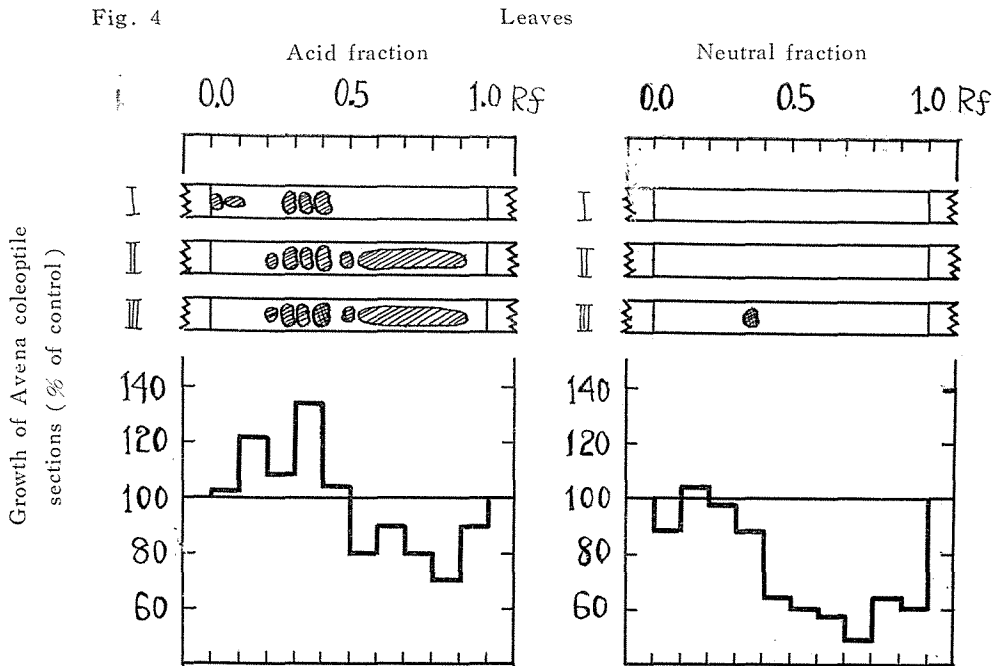 Fig. 4
Leaves
Acid fraction
Neutral fraction
0.0 0.5 1.0 Rf
0.0 0.5 1.0 Rf
I
I
II
II
III
III
Growth of Avena coleoptile
sections (% of control)
140
120
100
80
60
140
120
100
80
60